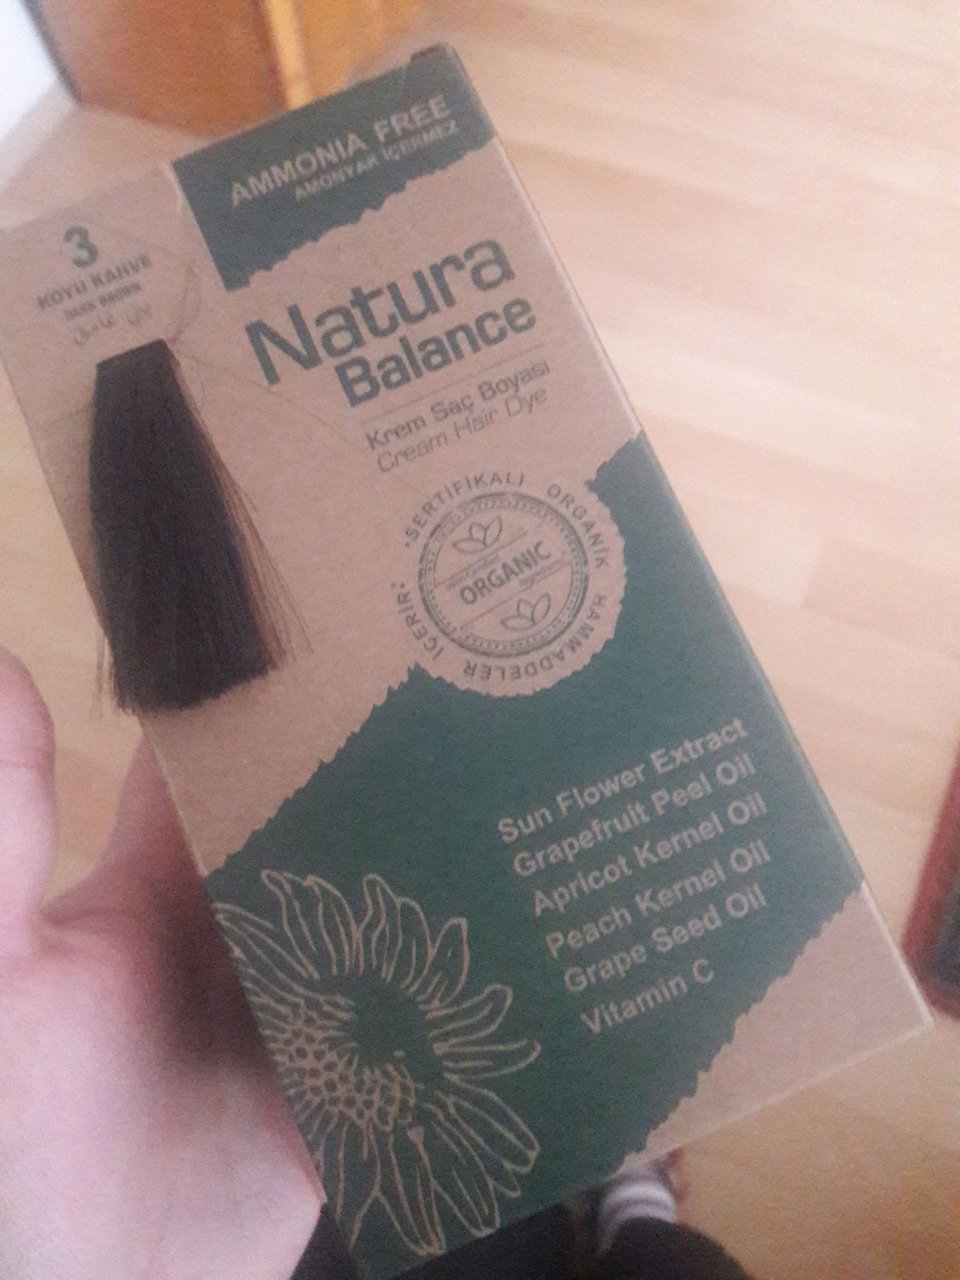 AMMONIA FREE
AMONYAK İÇERMEZ
3
KOYU KAHVE
DARK BROWN
Natura
Balance
Krem Saç Boyası
Cream Hair Dye
• SERTİFİKALI ORGANİK HAMMADDELER İÇERİR •
ORGANIC
Sun Flower Extract
Grapefruit Peel Oil
Apricot Kernel Oil
Peach Kernel Oil
Grape Seed Oil
Vitamin C